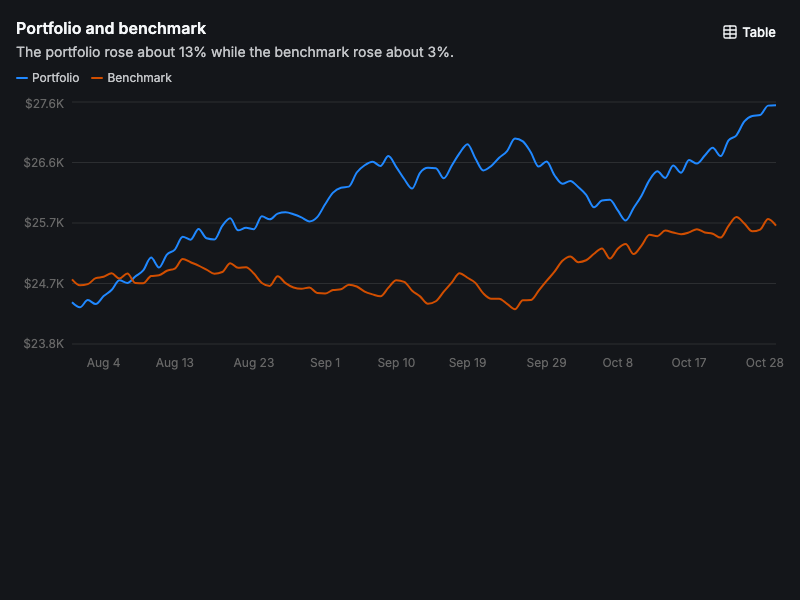 Portfolio and benchmark
Table
The portfolio rose about 13% while the benchmark rose about 3%.
Portfolio
Benchmark
$27.6K
$26.6K
$25.7K
$24.7K
$23.8K
Aug 4
Aug 13
Aug 23
Sep 1
Sep 10
Sep 19
Sep 29
Oct 8
Oct 17
Oct 28